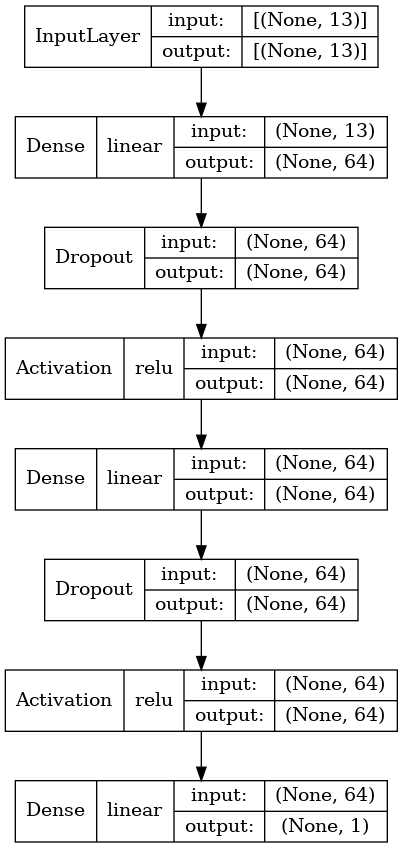 InputLayer input: [(None, 13)]
output: [(None, 13)]
Dense linear input: (None, 13)
output: (None, 64)
Dropout input: (None, 64)
output: (None, 64)
Activation relu input: (None, 64)
output: (None, 64)
Dense linear input: (None, 64)
output: (None, 64)
Dropout input: (None, 64)
output: (None, 64)
Activation relu input: (None, 64)
output: (None, 64)
Dense linear input: (None, 64)
output: (None, 1)